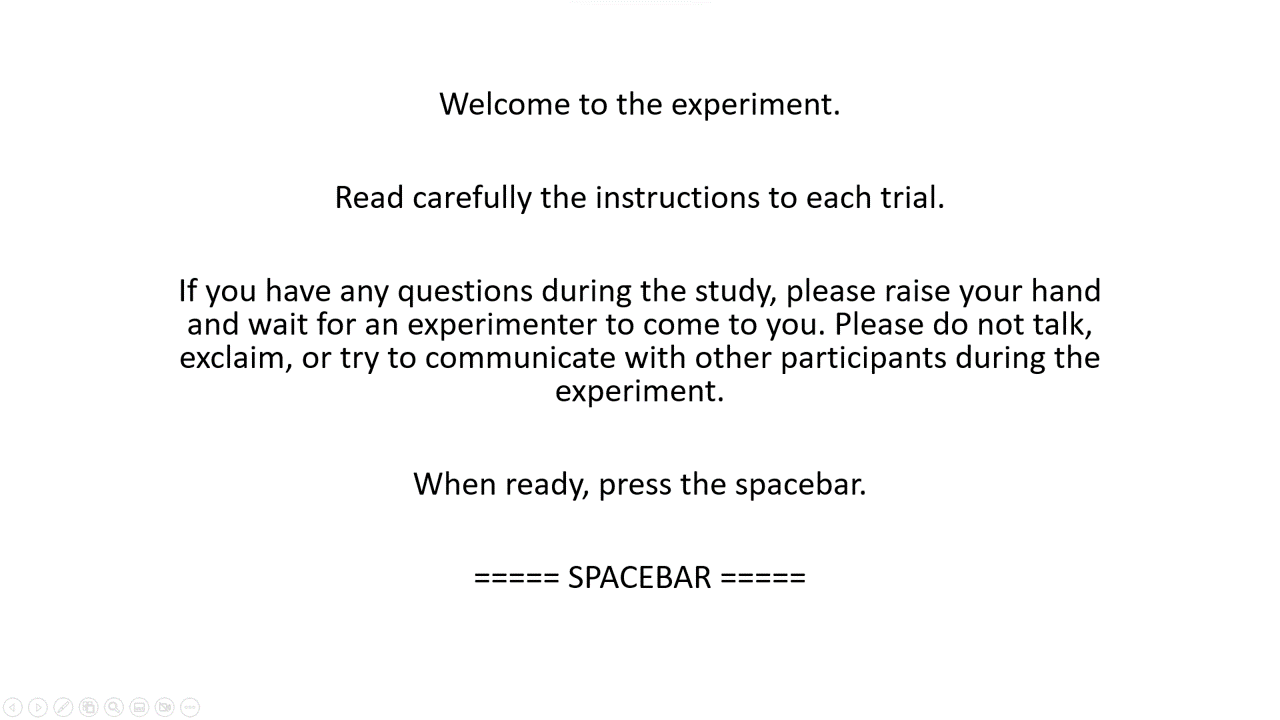 Welcome to the experiment.
Read carefully the instructions to each trial.
If you have any questions during the study, please raise your hand
and wait for an experimenter to come to you. Please do not talk,
exclaim, or try to communicate with other participants during the
experiment.
When ready, press the spacebar.
===== SPACEBAR =====